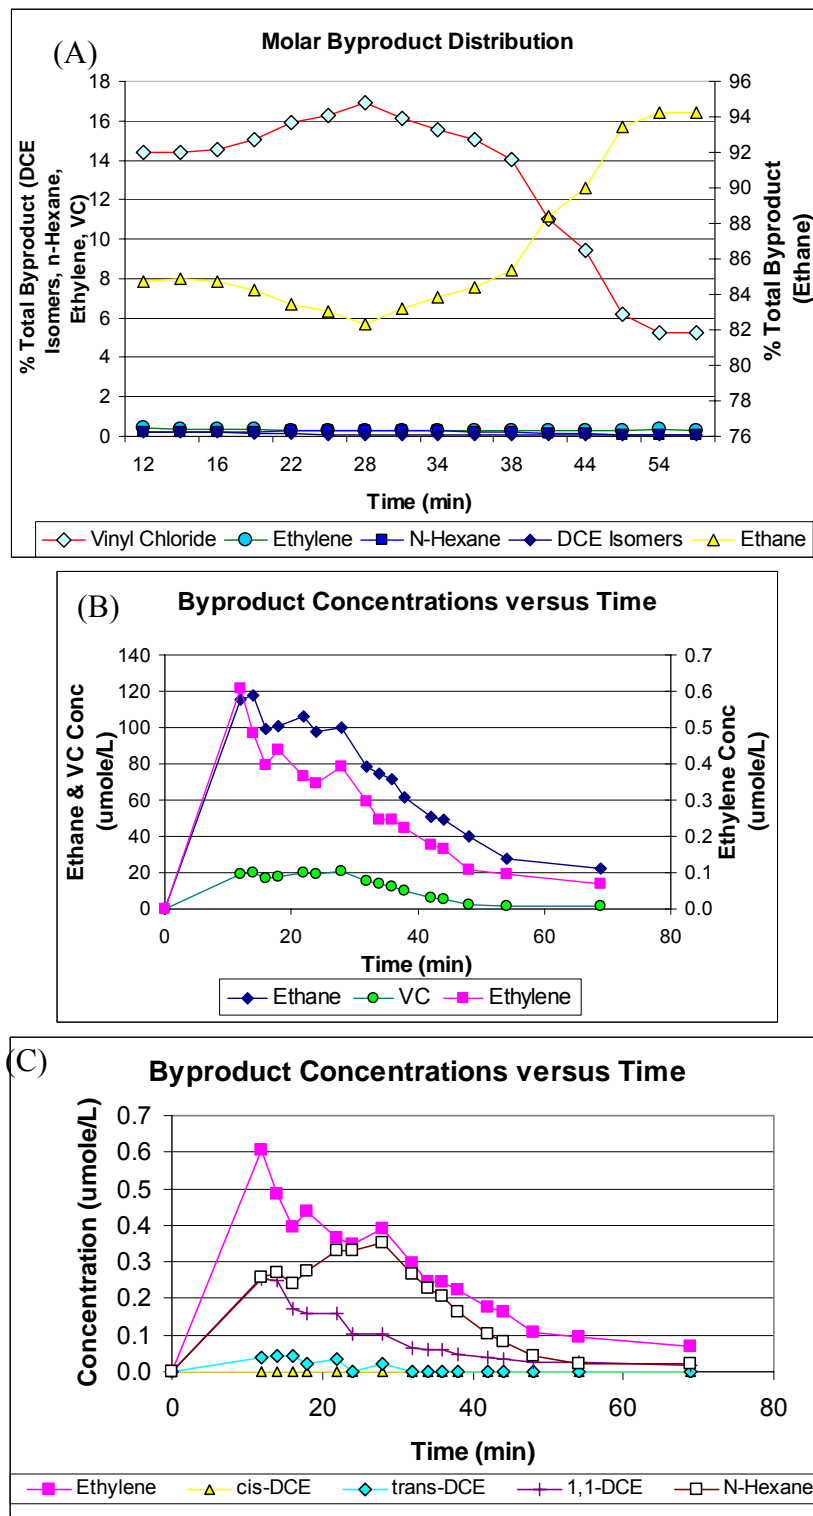 (A)
Molar Byproduct Distribution
18
16
14
12
10
8
6
4
2
0
96
94
92
90
88
86
84
82
80
78
76
12 16 22 28 34 38 44 54
% Total Byproduct (DCE
Isomers, n-Hexane,
Ethylene, VC)
% Total Byproduct
(Ethane)
Time (min)
Vinyl Chloride Ethylene N-Hexane DCE Isomers Ethane
(B)
Byproduct Concentrations versus Time
140
120
100
80
60
40
20
0
0.7
0.6
0.5
0.4
0.3
0.2
0.1
0.0
0 20 40 60 80
Ethane & VC Conc
(umole/L)
Ethylene Conc
(umole/L)
Time (min)
Ethane VC Ethylene
(C)
Byproduct Concentrations versus Time
0.7
0.6
0.5
0.4
0.3
0.2
0.1
0.0
0 20 40 60 80
Concentration (umole/L)
Time (min)
Ethylene cis-DCE trans-DCE 1,1-DCE N-Hexane